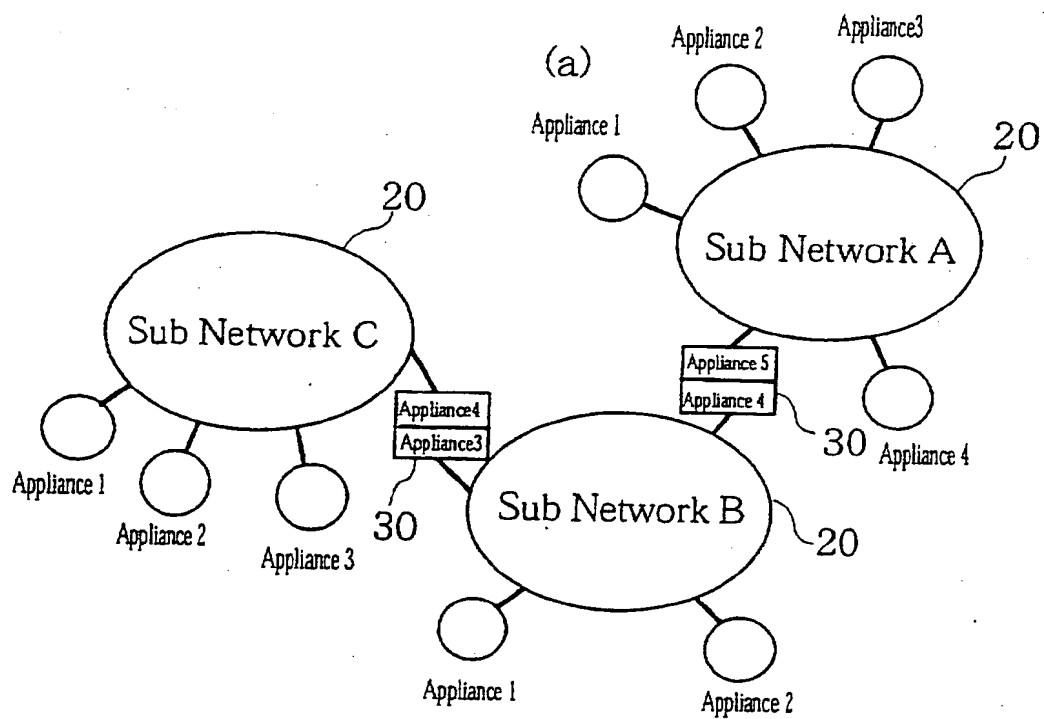 (a)
Appliance 2
Appliance3
Appliance 1
20
Sub Network A
20
Sub Network C
Appliance 5
Appliance 4
30
Appliance 4
Appliance4
Appliance3
30
Appliance 1
Appliance 2
Appliance 3
Sub Network B
20
Appliance 1
Appliance 2